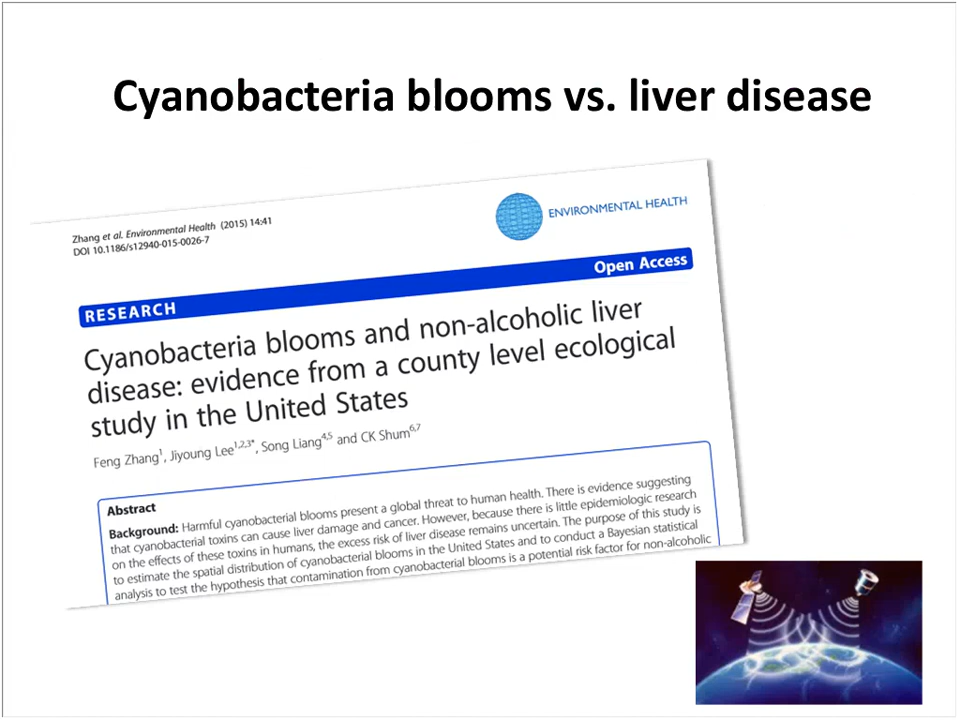 Cyanobacteria blooms vs. liver disease
Zhang et al. Environmental Health (2015) 14:41
DOI 10.1186/s12940-015-0026-7
ENVIRONMENTAL HEALTH
RESEARCH
Open Access
Cyanobacteria blooms and non-alcoholic liver
disease: evidence from a county level ecological
study in the United States
Feng Zhang1, Jiyoung Lee1,2,3*, Song Liang4,5 and CK Shum6,7
Abstract
Background: Harmful cyanobacterial blooms present a global threat to human health. There is evidence suggesting
that cyanobacterial toxins can cause liver damage and cancer. However, because there is little epidemiologic research
on the effects of these toxins in humans, the excess risk of liver disease remains uncertain. The purpose of this study is
to estimate the spatial distribution of cyanobacterial blooms in the United States and to conduct a Bayesian statistical
analysis to test the hypothesis that contamination from cyanobacterial blooms is a potential risk factor for non-alcoholic